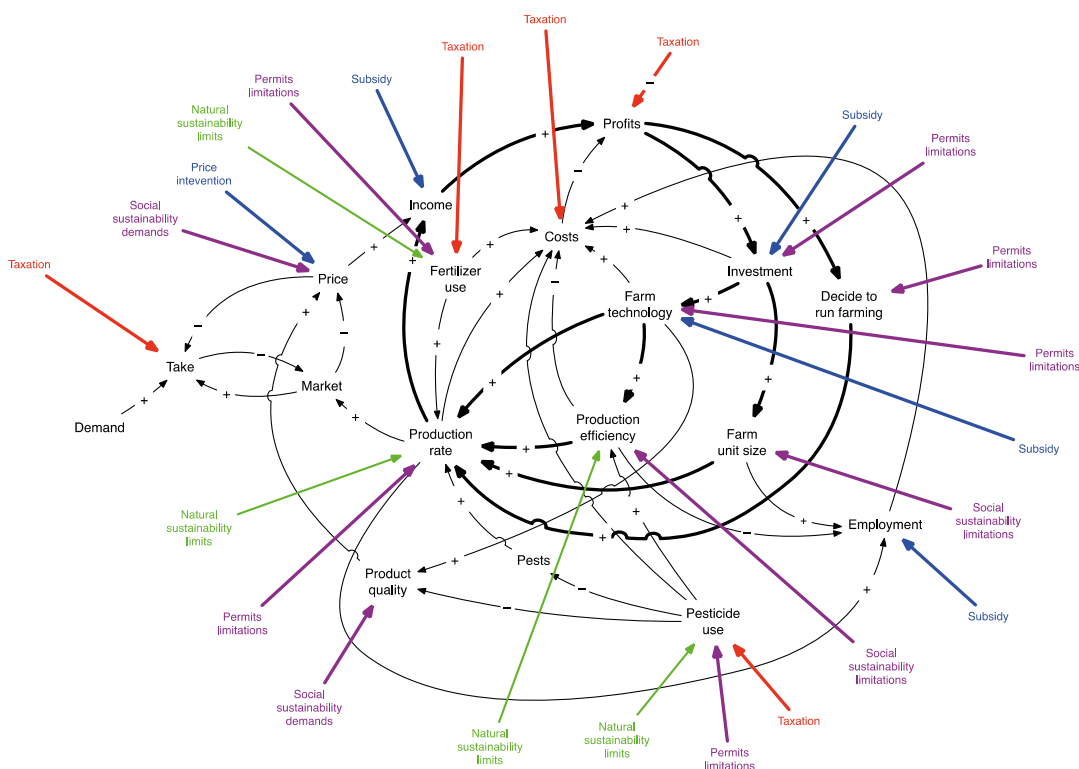 Taxation
Taxation
Taxation
Permits
limitations
Subsidy
Natural
sustainability
limits
Profits
Subsidy
Permits
limitations
Price
intevention
Social
sustainability
demands
Income
Costs
Taxation
Price
Fertilizer
use
Farm
technology
Investment
Decide to
run farming
Permits
limitations
Take
Market
Permits
limitations
Demand
Production
rate
Production
efficiency
Farm
unit size
Subsidy
Natural
sustainability
limits
Social
sustainability
limitations
Employment
Pests
Product
quality
Permits
limitations
Pesticide
use
Subsidy
Social
sustainability
limitations
Social
sustainability
demands
Natural
sustainability
limits
Natural
sustainability
limits
Permits
limitations
Taxation